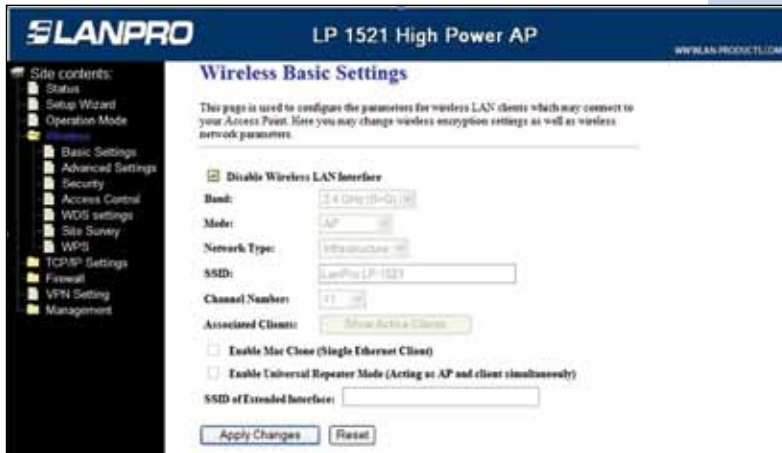 SLANPRO
LP 1521 High Power AP
WWW.LAN-PRODUCTS.COM
Site contents:
Status
Setup Wizard
Operation Mode
Wireless
Basic Settings
Advanced Settings
Security
Access Control
WDS settings
Site Survey
WPS
TCP/IP Settings
Firewall
VPN Setting
Management
Wireless Basic Settings
This page is used to configure the parameters for wireless LAN clients which may connect to
your Access Point. Here you may change wireless encryption settings as well as wireless
network parameters.
Disable Wireless LAN Interface
Band: 2.4 GHz (B+G)
Mode: AP
Network Type: Infrastructure
SSID: LanPro LP-1521
Channel Number: 11
Associated Clients: Show Active Clients
Enable Mac Clone (Single Ethernet Client)
Enable Universal Repeater Mode (Acting as AP and client simultaneouly)
SSID of Extended Interface:
Apply Changes Reset